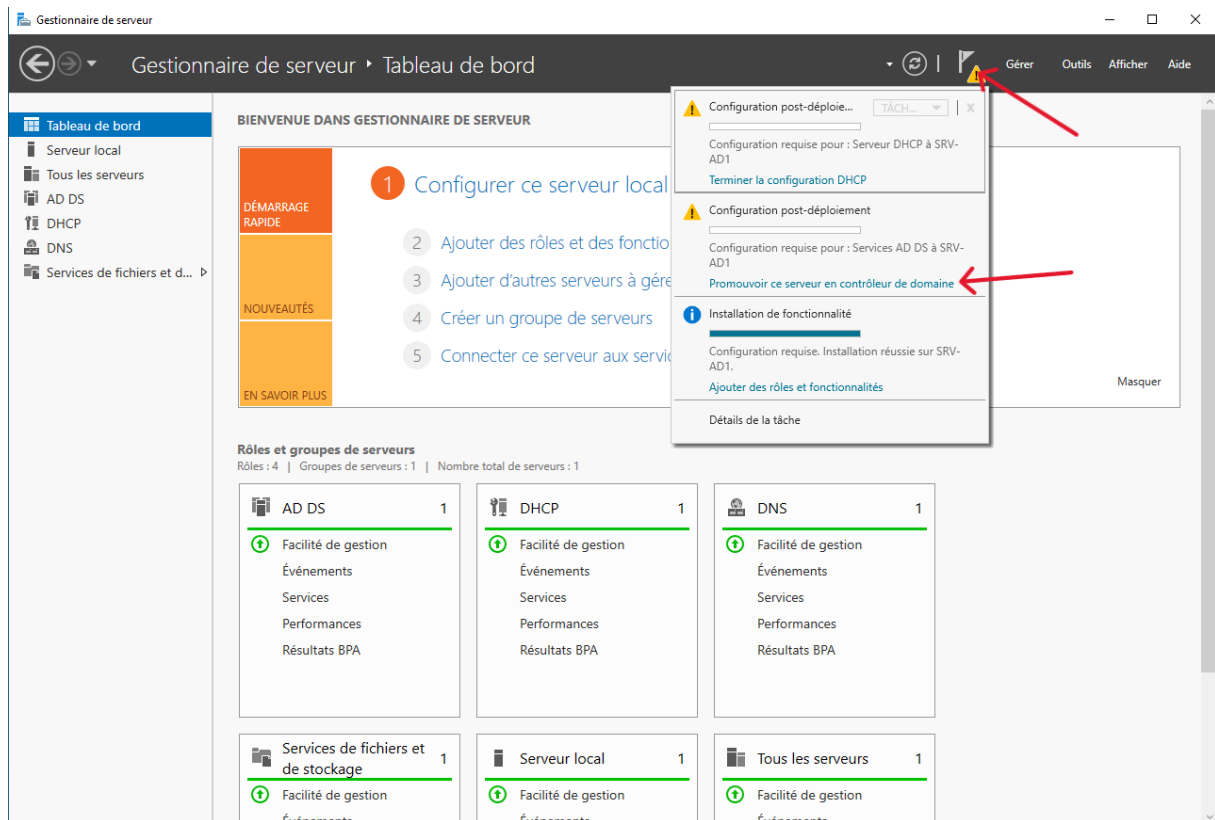 Gestionnaire de serveur
Gestionnaire de serveur ‣ Tableau de bord
Gérer Outils Afficher Aide
Tableau de bord
Serveur local
Tous les serveurs
AD DS
DHCP
DNS
Services de fichiers et d...
BIENVENUE DANS GESTIONNAIRE DE SERVEUR
DÉMARRAGE
RAPIDE
NOUVEAUTÉS
EN SAVOIR PLUS
1 Configurer ce serveur local
2 Ajouter des rôles et des fonctio
3 Ajouter d'autres serveurs à gére
4 Créer un groupe de serveurs
5 Connecter ce serveur aux servi
Masquer
Configuration post-déploie... TÂCH... X
Configuration requise pour : Serveur DHCP à SRV-
AD1
Terminer la configuration DHCP
Configuration post-déploiement
Configuration requise pour : Services AD DS à SRV-
AD1
Promouvoir ce serveur en contrôleur de domaine
Installation de fonctionnalité
Configuration requise. Installation réussie sur SRV-
AD1.
Ajouter des rôles et fonctionnalités
Détails de la tâche
Rôles et groupes de serveurs
Rôles : 4 | Groupes de serveurs : 1 | Nombre total de serveurs : 1
AD DS 1
Facilité de gestion
Événements
Services
Performances
Résultats BPA
DHCP 1
Facilité de gestion
Événements
Services
Performances
Résultats BPA
DNS 1
Facilité de gestion
Événements
Services
Performances
Résultats BPA
Services de fichiers et
de stockage 1
Facilité de gestion
Événements
Serveur local 1
Facilité de gestion
Événements
Tous les serveurs 1
Facilité de gestion
Événements